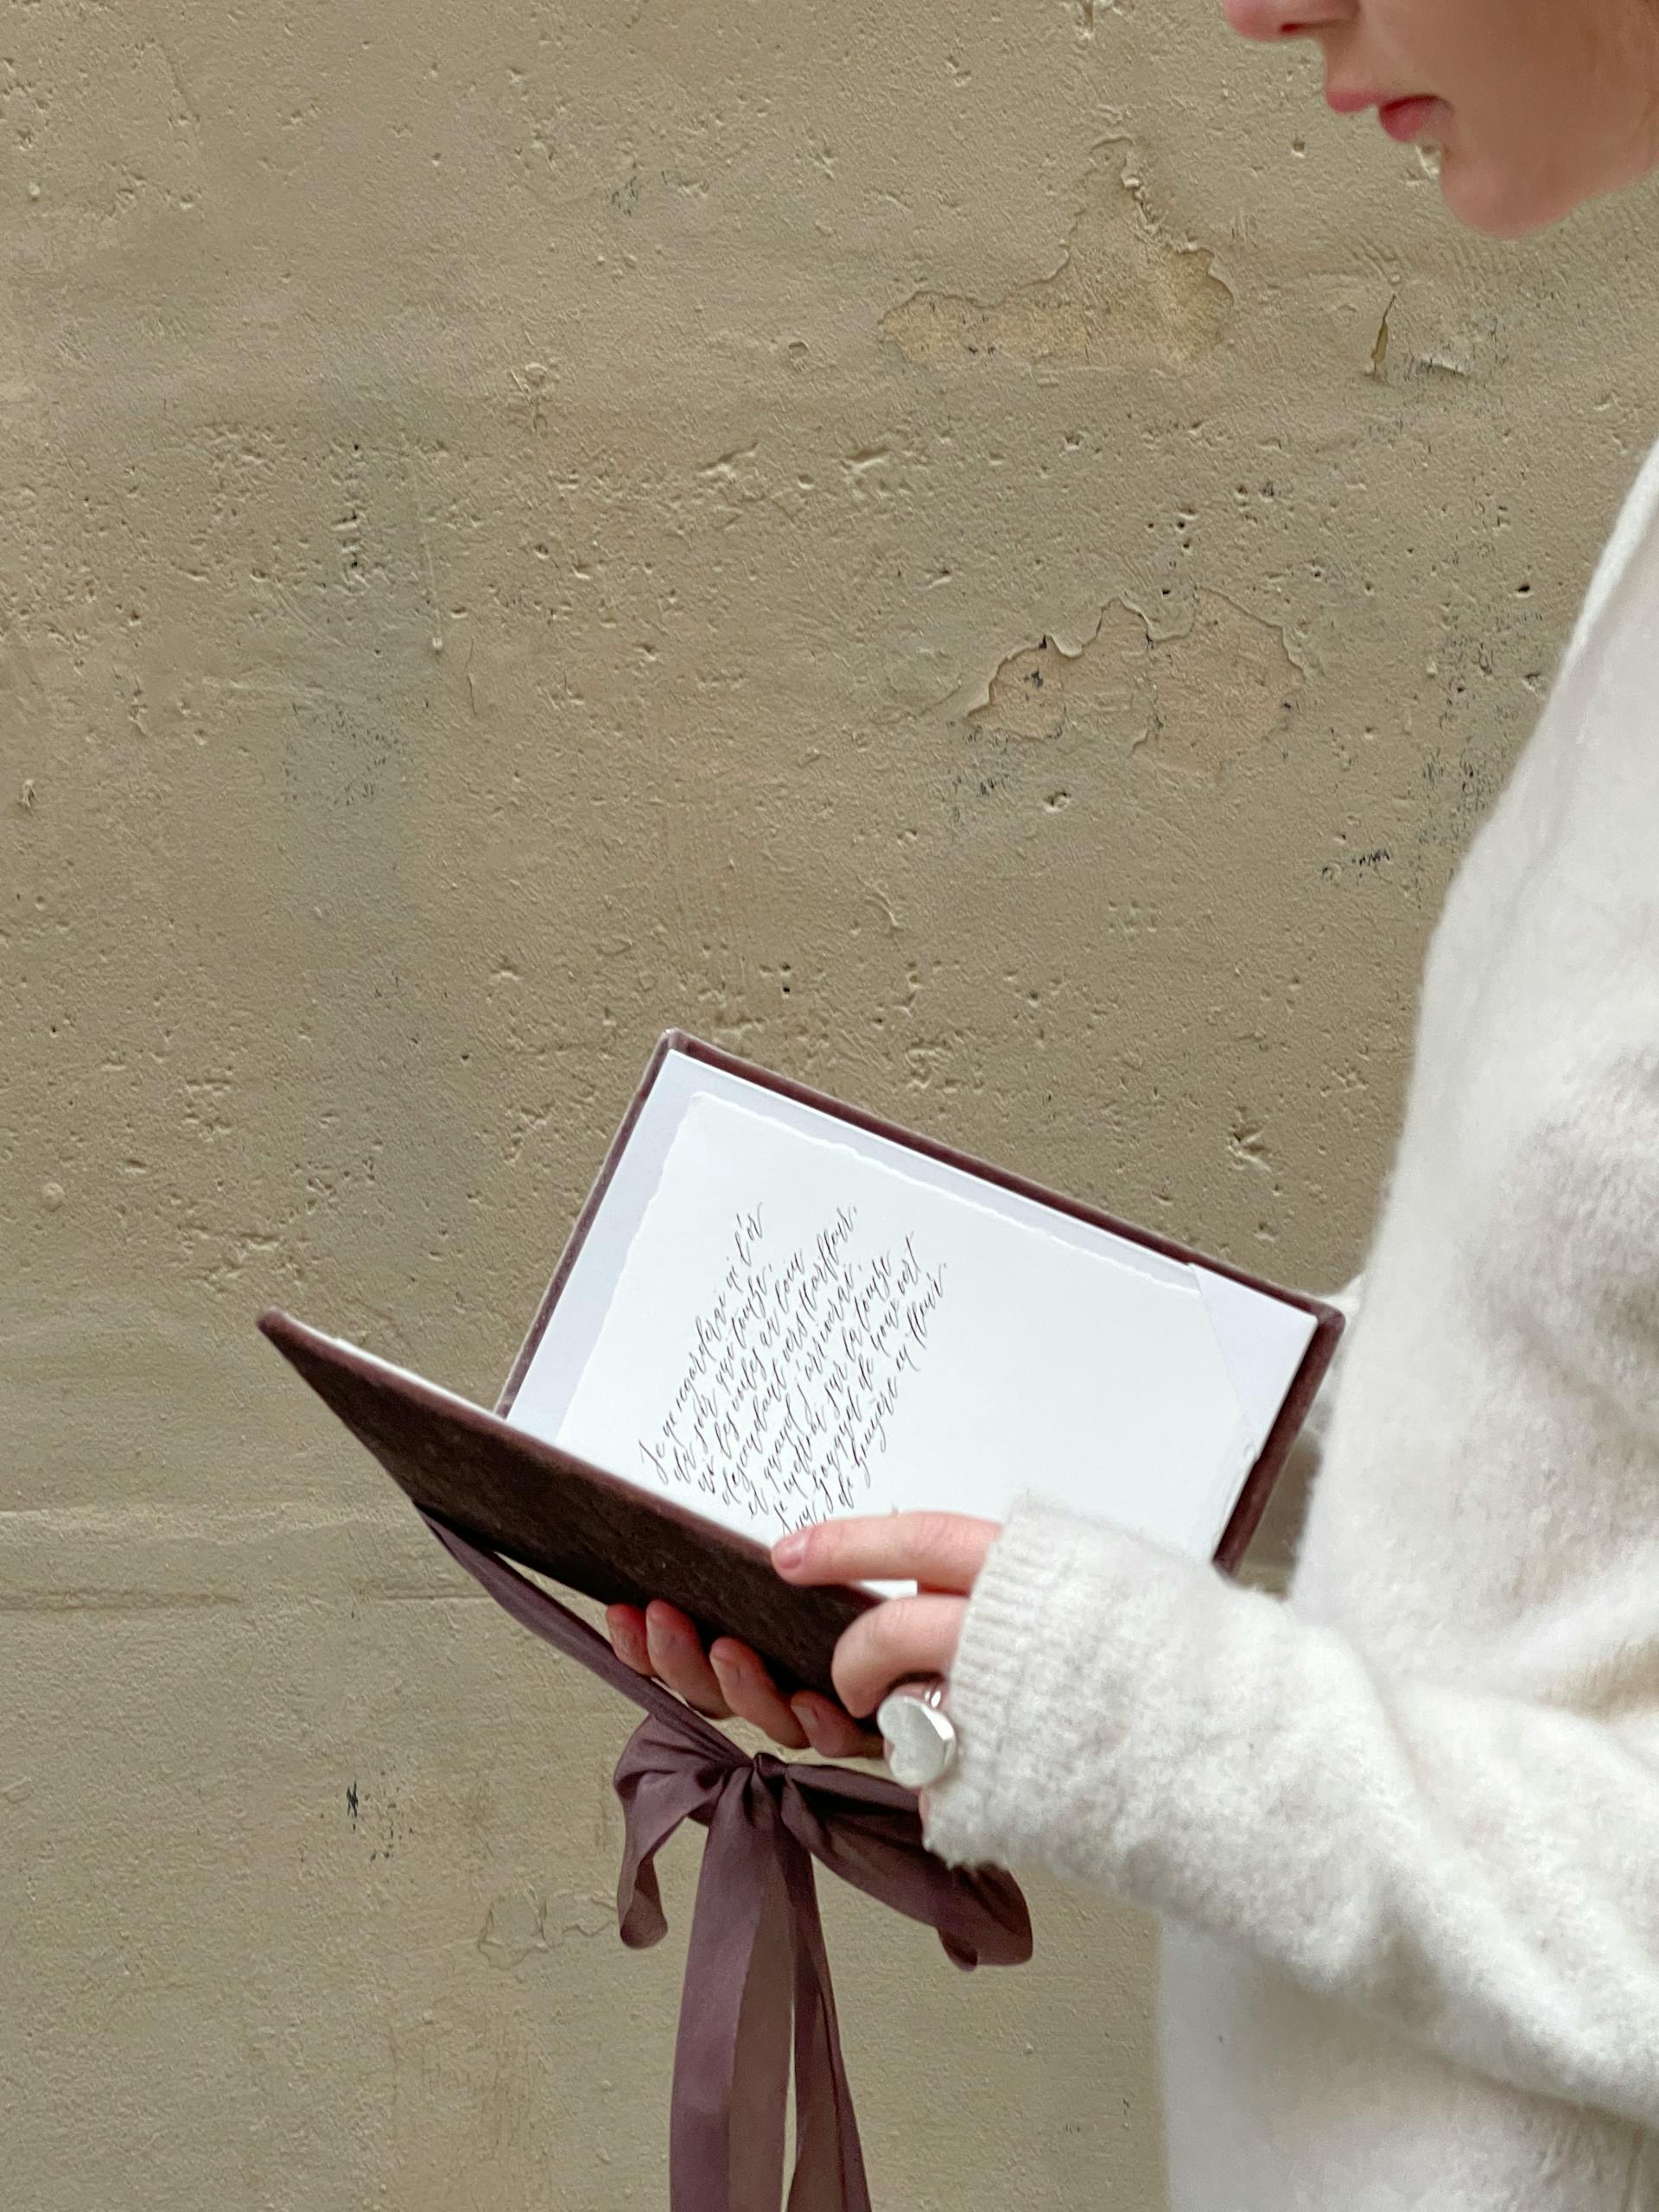 Je ne regarderai ni l'or
du soir qui tombe,
ni les voiles au loin
descendant vers Harfleur,
et quand j'arriverai,
je mettrai sur ta tombe
Un bouquet de houx vert
de bruyère en fleur.